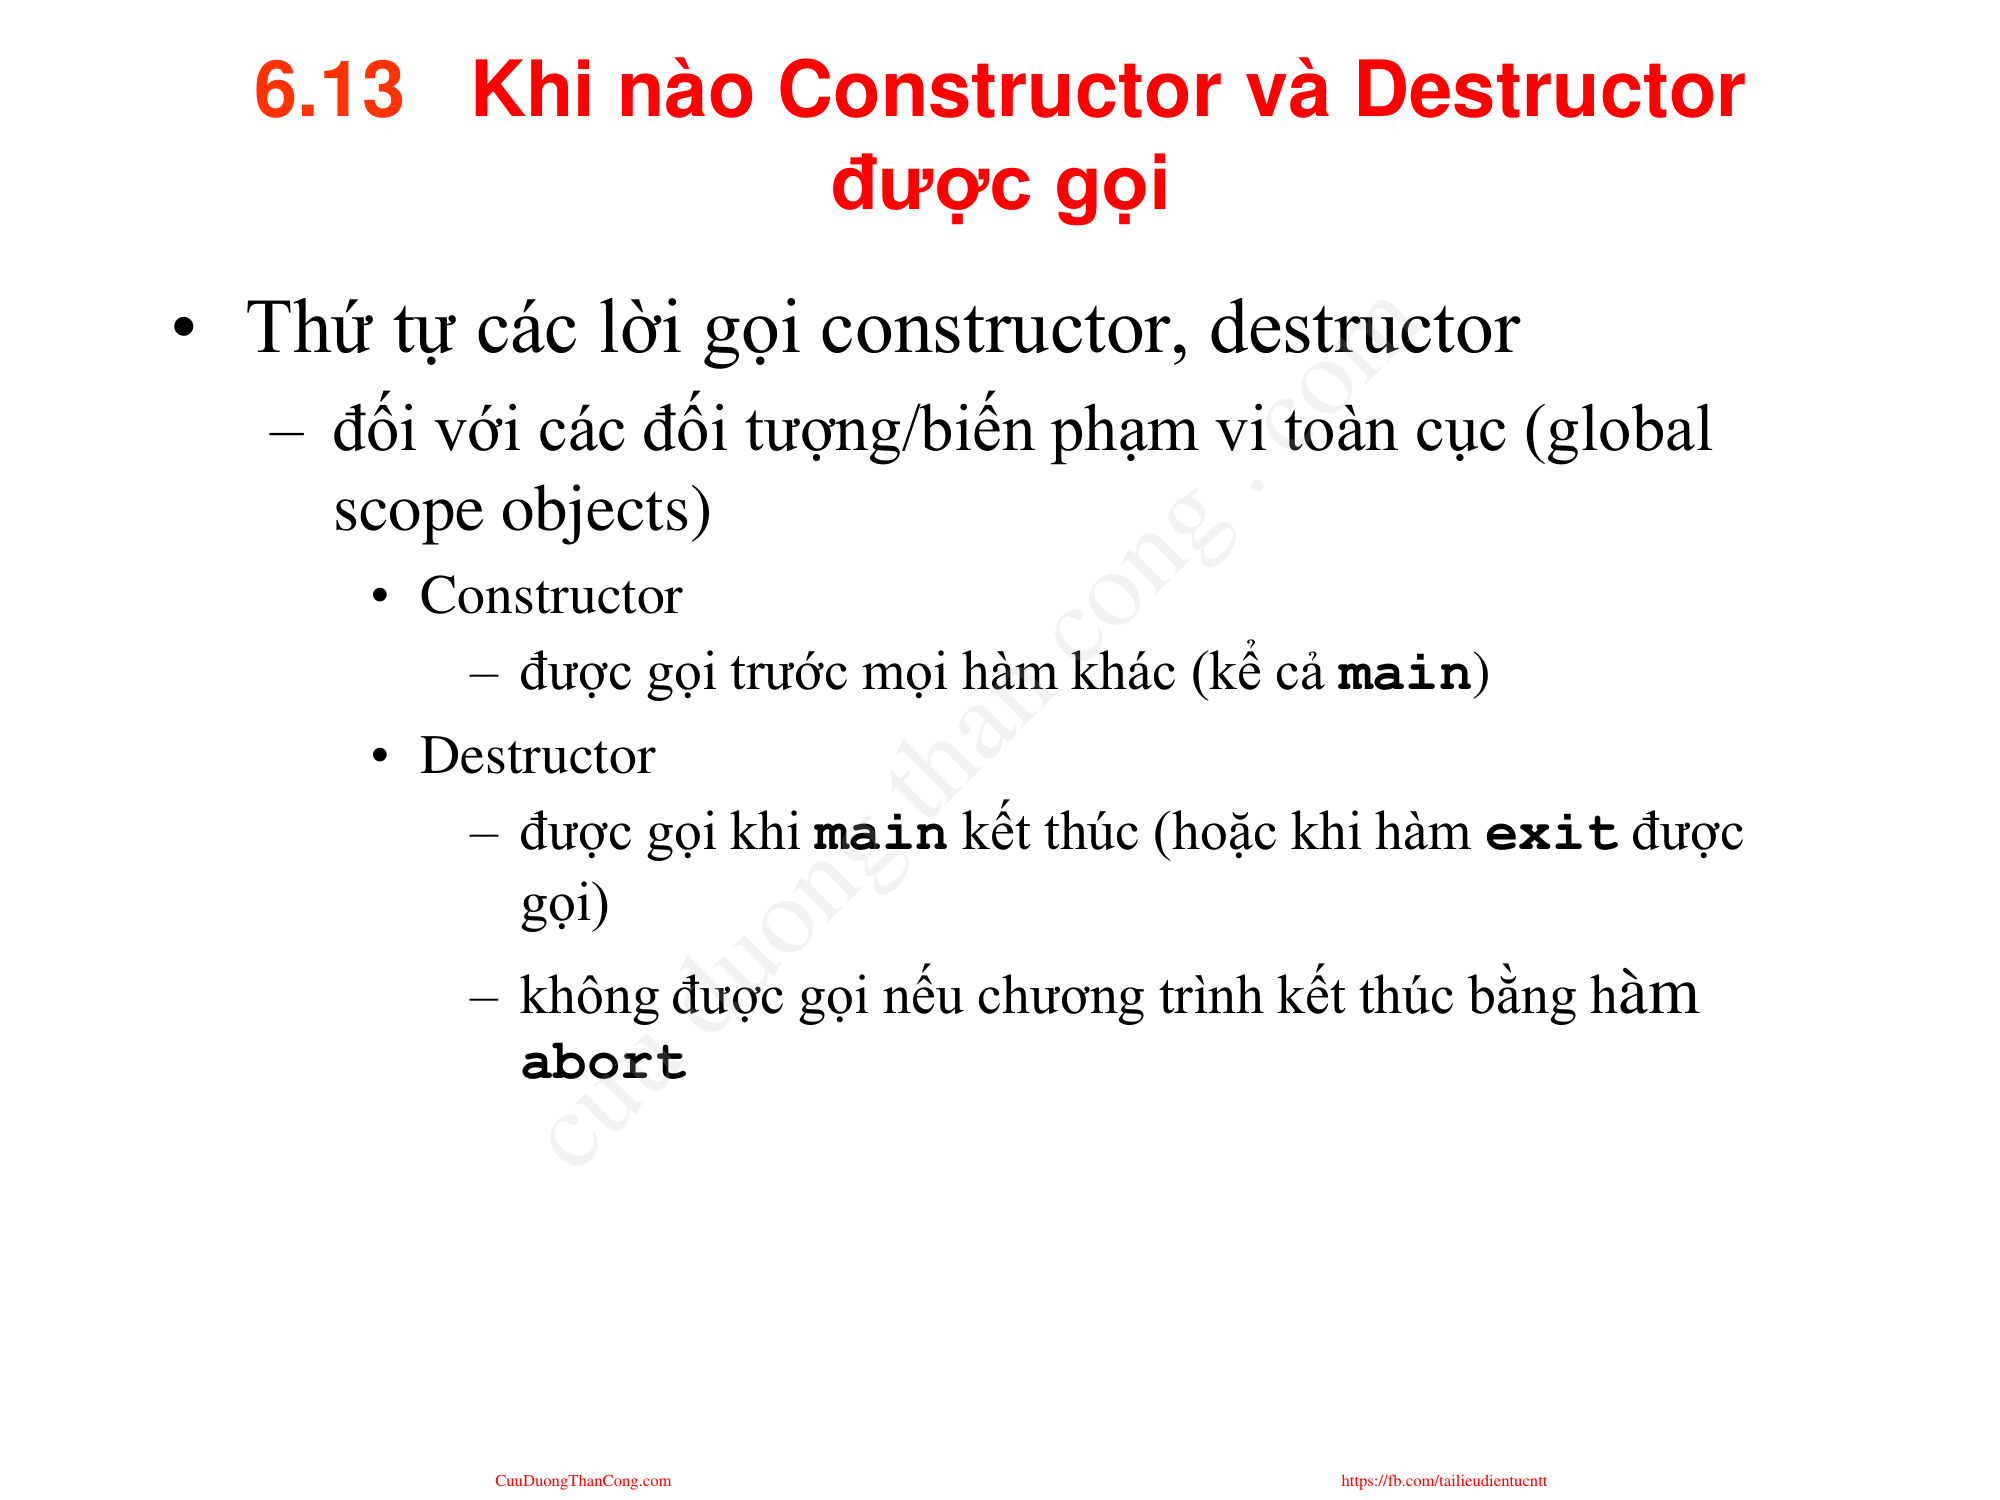 6.13 Khi nào Constructor và Destructor
được gọi
• Thứ tự các lời gọi constructor, destructor
– đối với các đối tượng/biến phạm vi toàn cục (global
scope objects)
• Constructor
– được gọi trước mọi hàm khác (kể cả main)
• Destructor
– được gọi khi main kết thúc (hoặc khi hàm exit được
gọi)
– không được gọi nếu chương trình kết thúc bằng hàm
abort
cuu duong than cong . com
CuuDuongThanCong.com
https://fb.com/tailieudientucntt